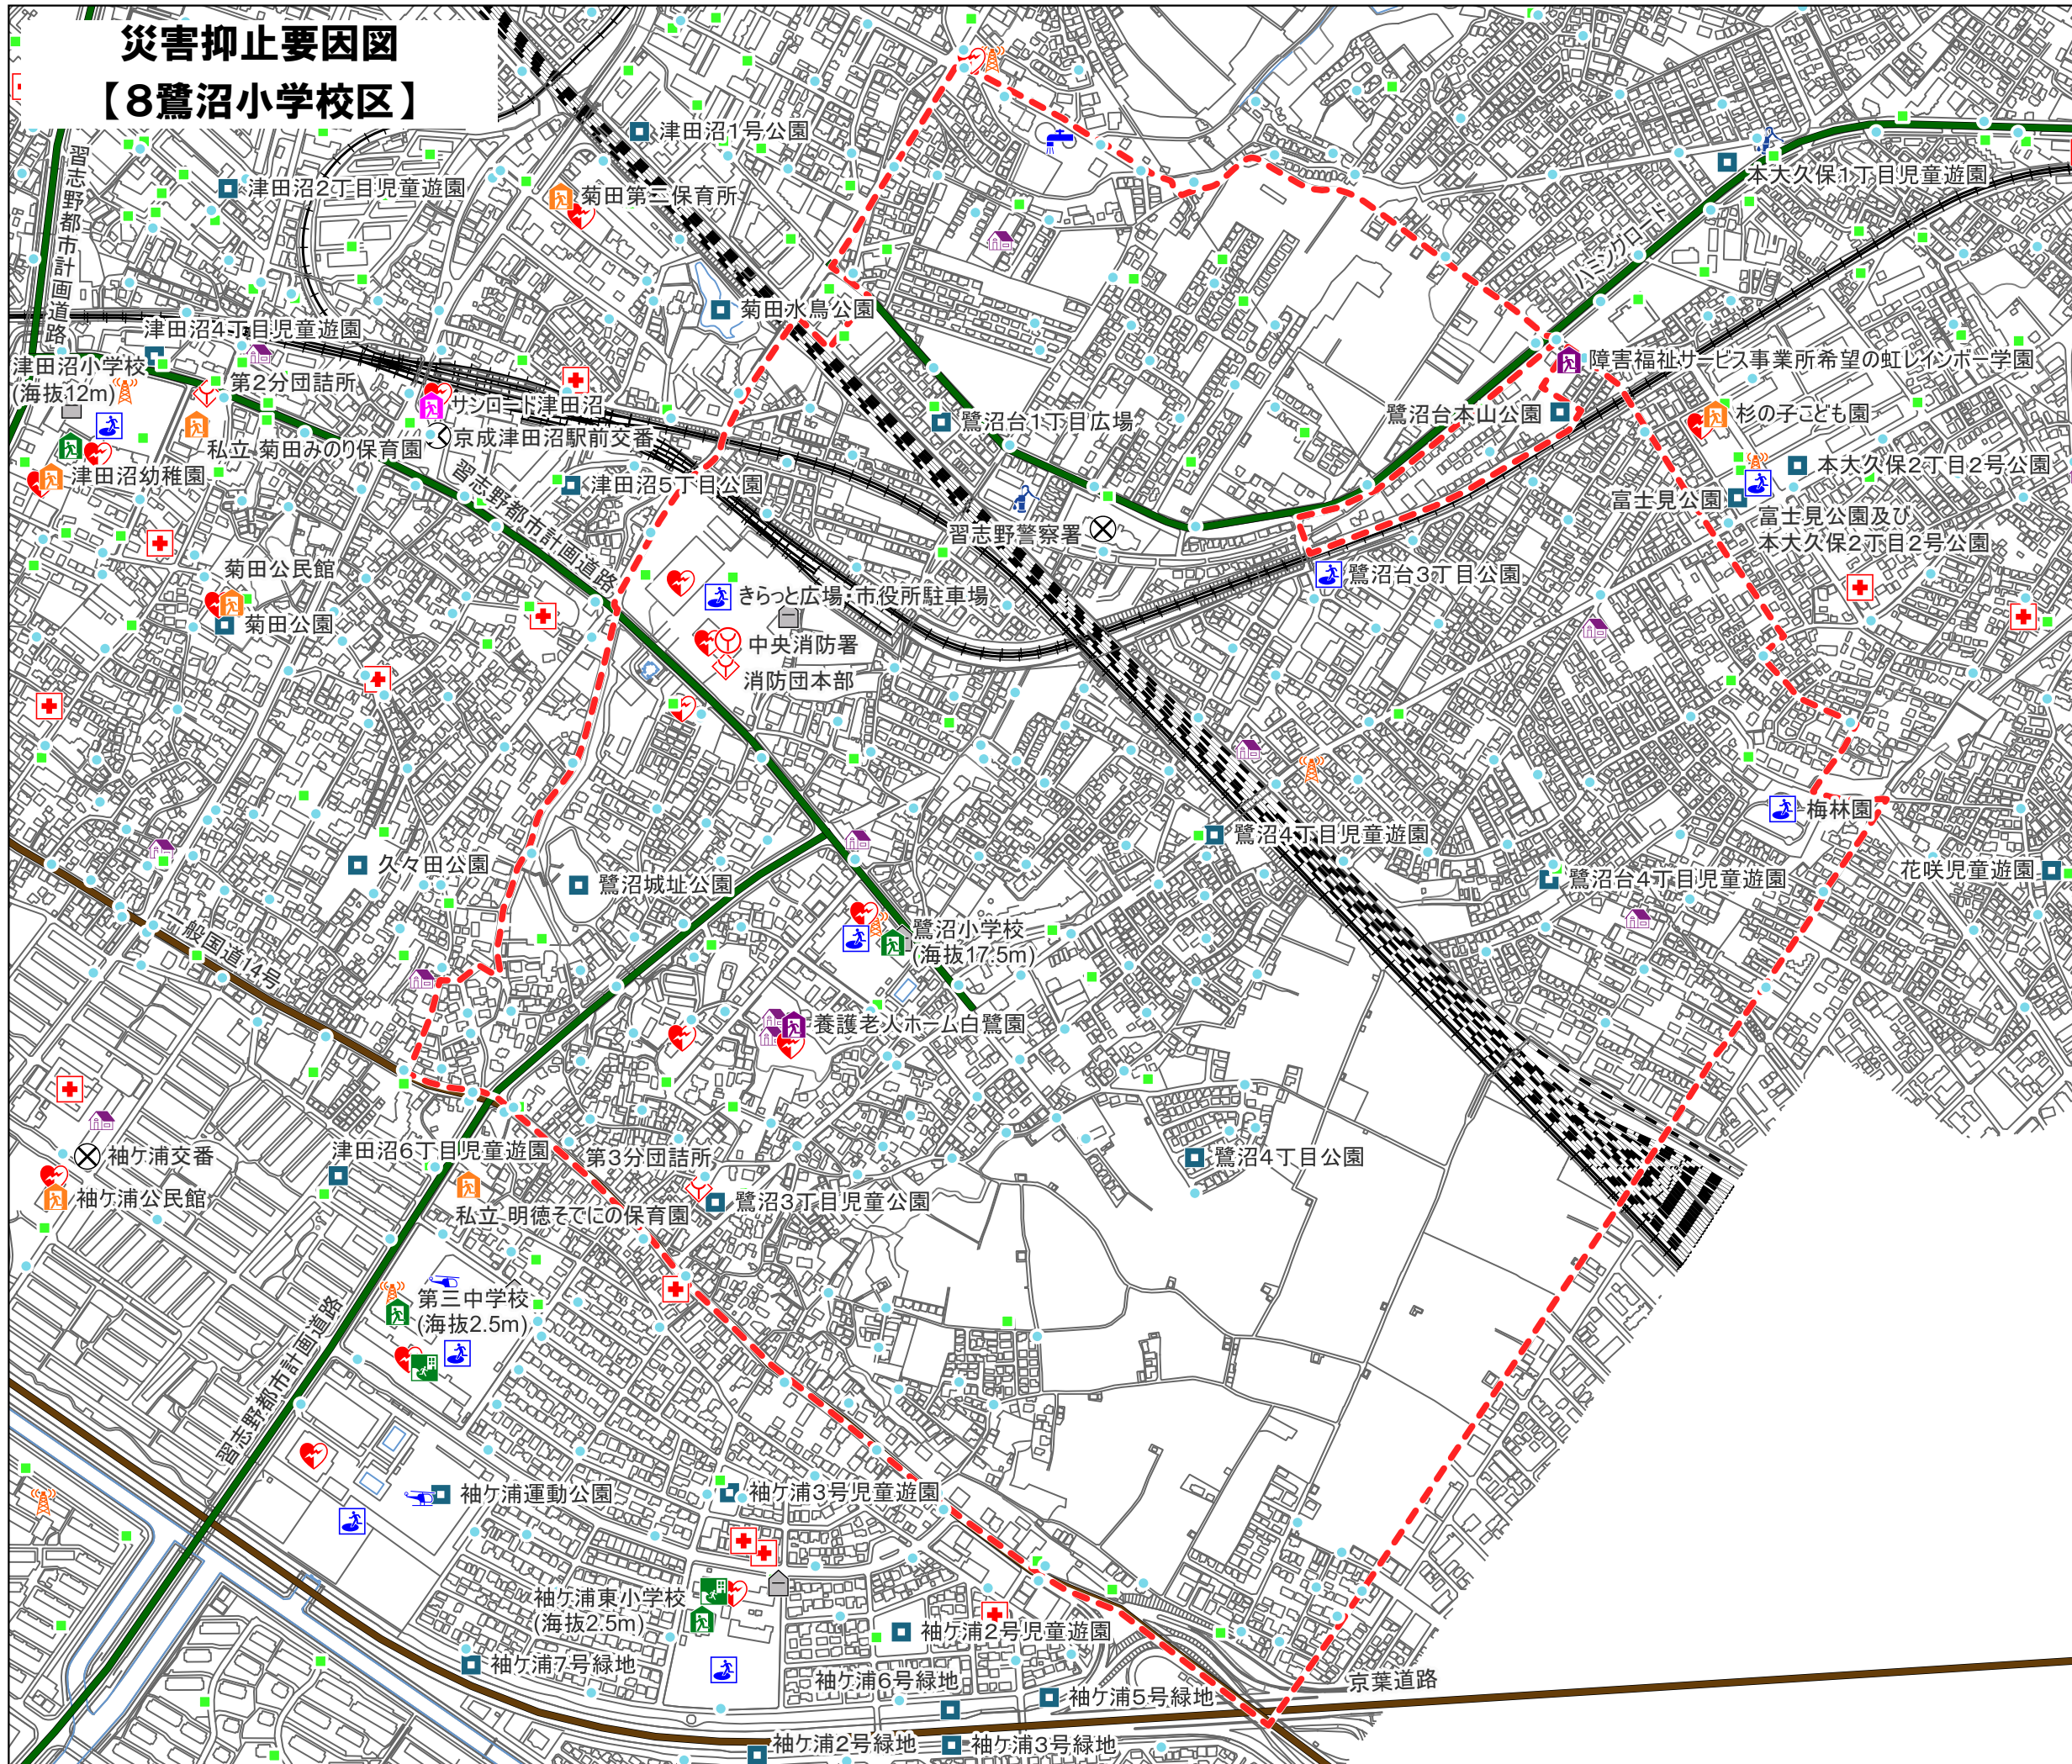 災害抑止要因図
【８鷺沼小学校区】
習志野都市計画道路
津田沼1号公園
津田沼2丁目児童遊園
菊田第二保育所
本大久保1丁目児童遊園
ハミングロード
菊田水鳥公園
津田沼4丁目児童遊園
津田沼小学校
(海抜12m)
第2分団詰所
障害福祉サービス事業所希望の虹レインボー学園
サンロード津田沼
鷺沼台1丁目広場
鷺沼台本山公園
杉の子こども園
私立 菊田みのり保育園
京成津田沼駅前交番
津田沼幼稚園
習志野都市計画道路
津田沼5丁目公園
本大久保2丁目2号公園
富士見公園
富士見公園及び
本大久保2丁目2号公園
習志野警察署
菊田公民館
鷺沼台3丁目公園
きらっと広場・市役所駐車場
菊田公園
中央消防署
消防団本部
梅林園
鷺沼4丁目児童遊園
久々田公園
鷺沼城址公園
花咲児童遊園
鷺沼台4丁目児童遊園
一般国道14号
鷺沼小学校
(海抜17.5m)
養護老人ホーム白鷺園
袖ケ浦交番
津田沼6丁目児童遊園
第3分団詰所
鷺沼4丁目公園
袖ケ浦公民館
私立 明徳そでにの保育園
鷺沼3丁目児童公園
第三中学校
(海抜2.5m)
習志野都市計画道路
袖ケ浦運動公園
袖ケ浦3号児童遊園
袖ケ浦東小学校
(海抜2.5m)
袖ケ浦2号児童遊園
袖ケ浦7号緑地
袖ケ浦6号緑地
袖ケ浦5号緑地
京葉道路
袖ケ浦2号緑地
袖ケ浦3号緑地